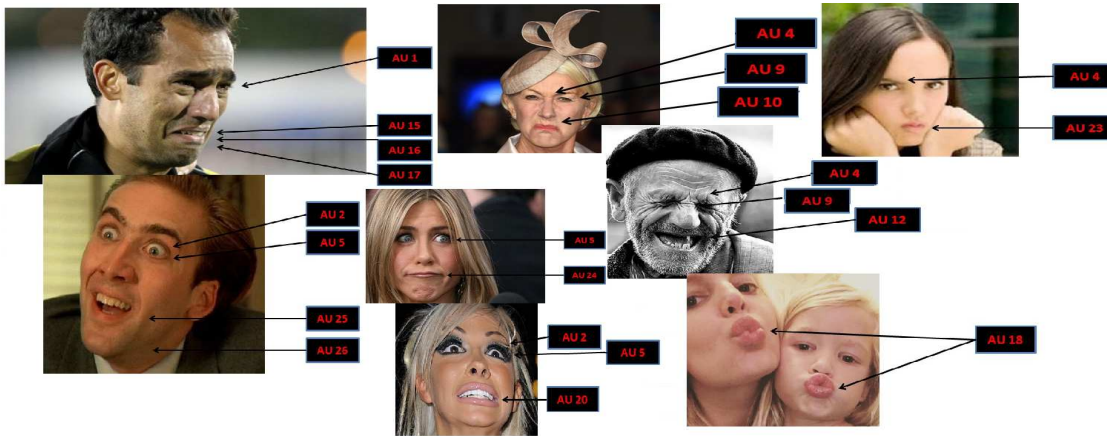 AU 1
AU 15
AU 16
AU 17
AU 4
AU 9
AU 10
AU 4
AU 23
AU 2
AU 5
AU 25
AU 26
AU 5
AU 24
AU 4
AU 9
AU 12
AU 2
AU 5
AU 20
AU 18